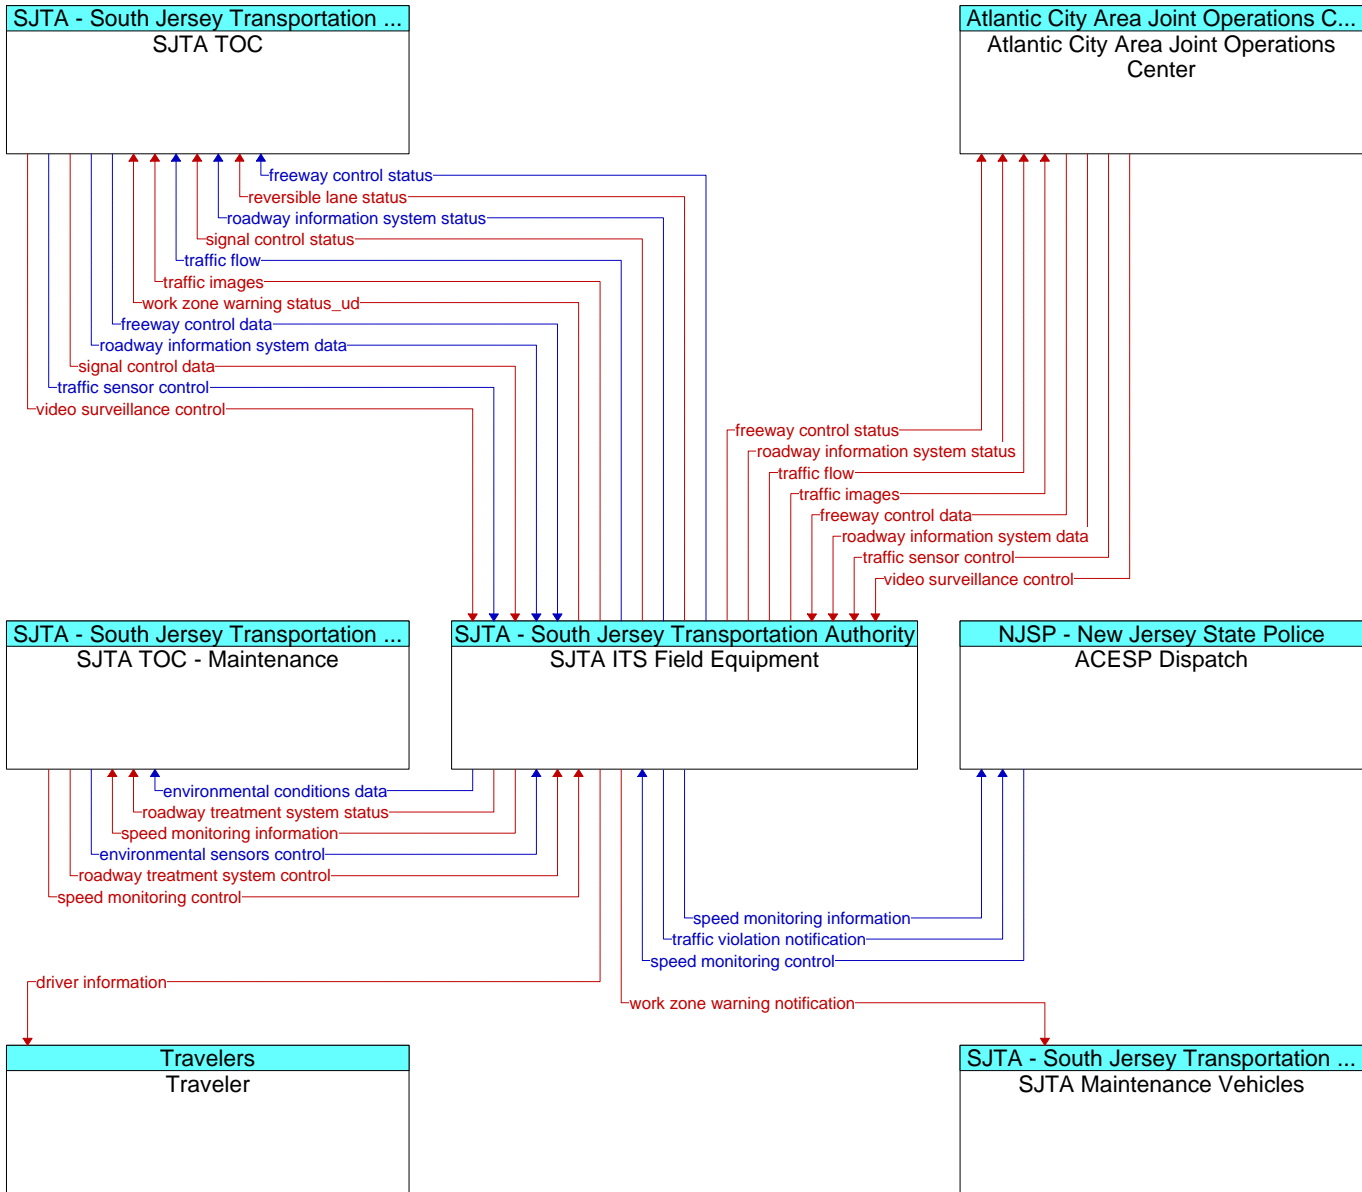 SJTA - South Jersey Transportation ...
SJTA TOC
Atlantic City Area Joint Operations C...
Atlantic City Area Joint Operations
Center
freeway control status
reversible lane status
roadway information system status
signal control status
traffic flow
traffic images
work zone warning status_ud
freeway control data
roadway information system data
signal control data
traffic sensor control
video surveillance control
freeway control status
roadway information system status
traffic flow
traffic images
freeway control data
roadway information system data
traffic sensor control
video surveillance control
SJTA - South Jersey Transportation ...
SJTA TOC - Maintenance
SJTA - South Jersey Transportation Authority
SJTA ITS Field Equipment
NJSP - New Jersey State Police
ACESP Dispatch
environmental conditions data
roadway treatment system status
speed monitoring information
environmental sensors control
roadway treatment system control
speed monitoring control
speed monitoring information
traffic violation notification
speed monitoring control
driver information
work zone warning notification
Travelers
Traveler
SJTA - South Jersey Transportation ...
SJTA Maintenance Vehicles